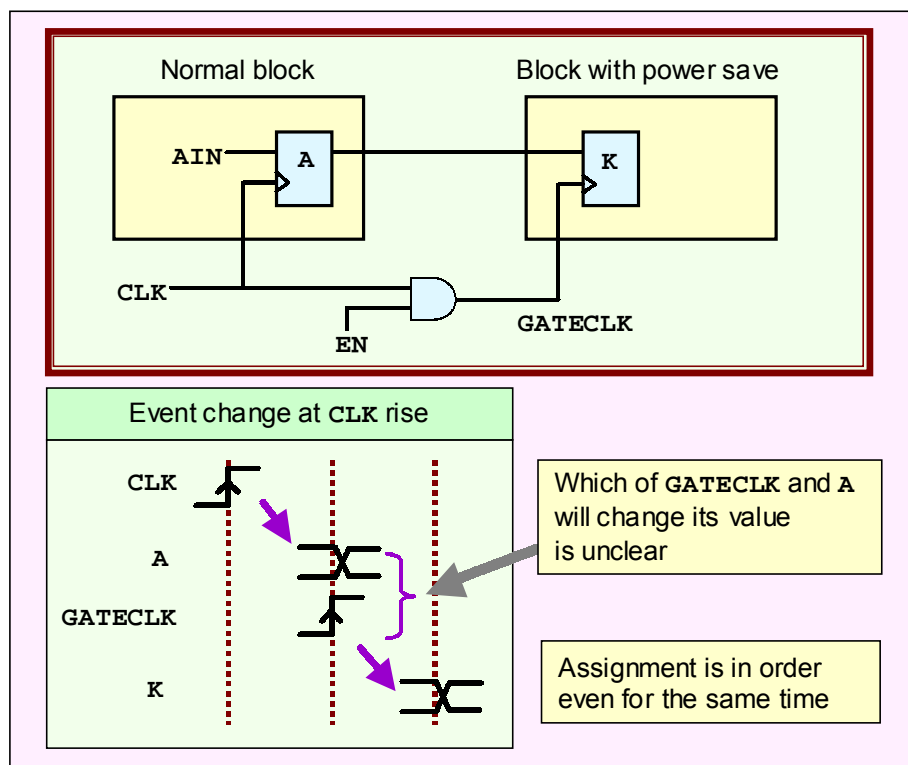 Normal block
Block with power save
AIN
A
K
CLK
EN
GATECLK
Event change at CLK rise
CLK
A
GATECLK
K
Which of GATECLK and A
will change its value
is unclear
Assignment is in order
even for the same time